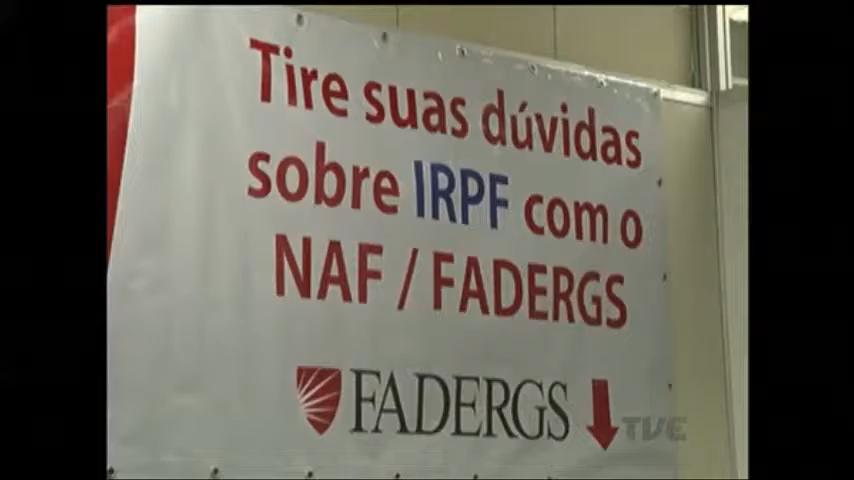 Tire suas dúvidas
sobre IRPF com o
NAF / FADERGS
FADERGS
TVE